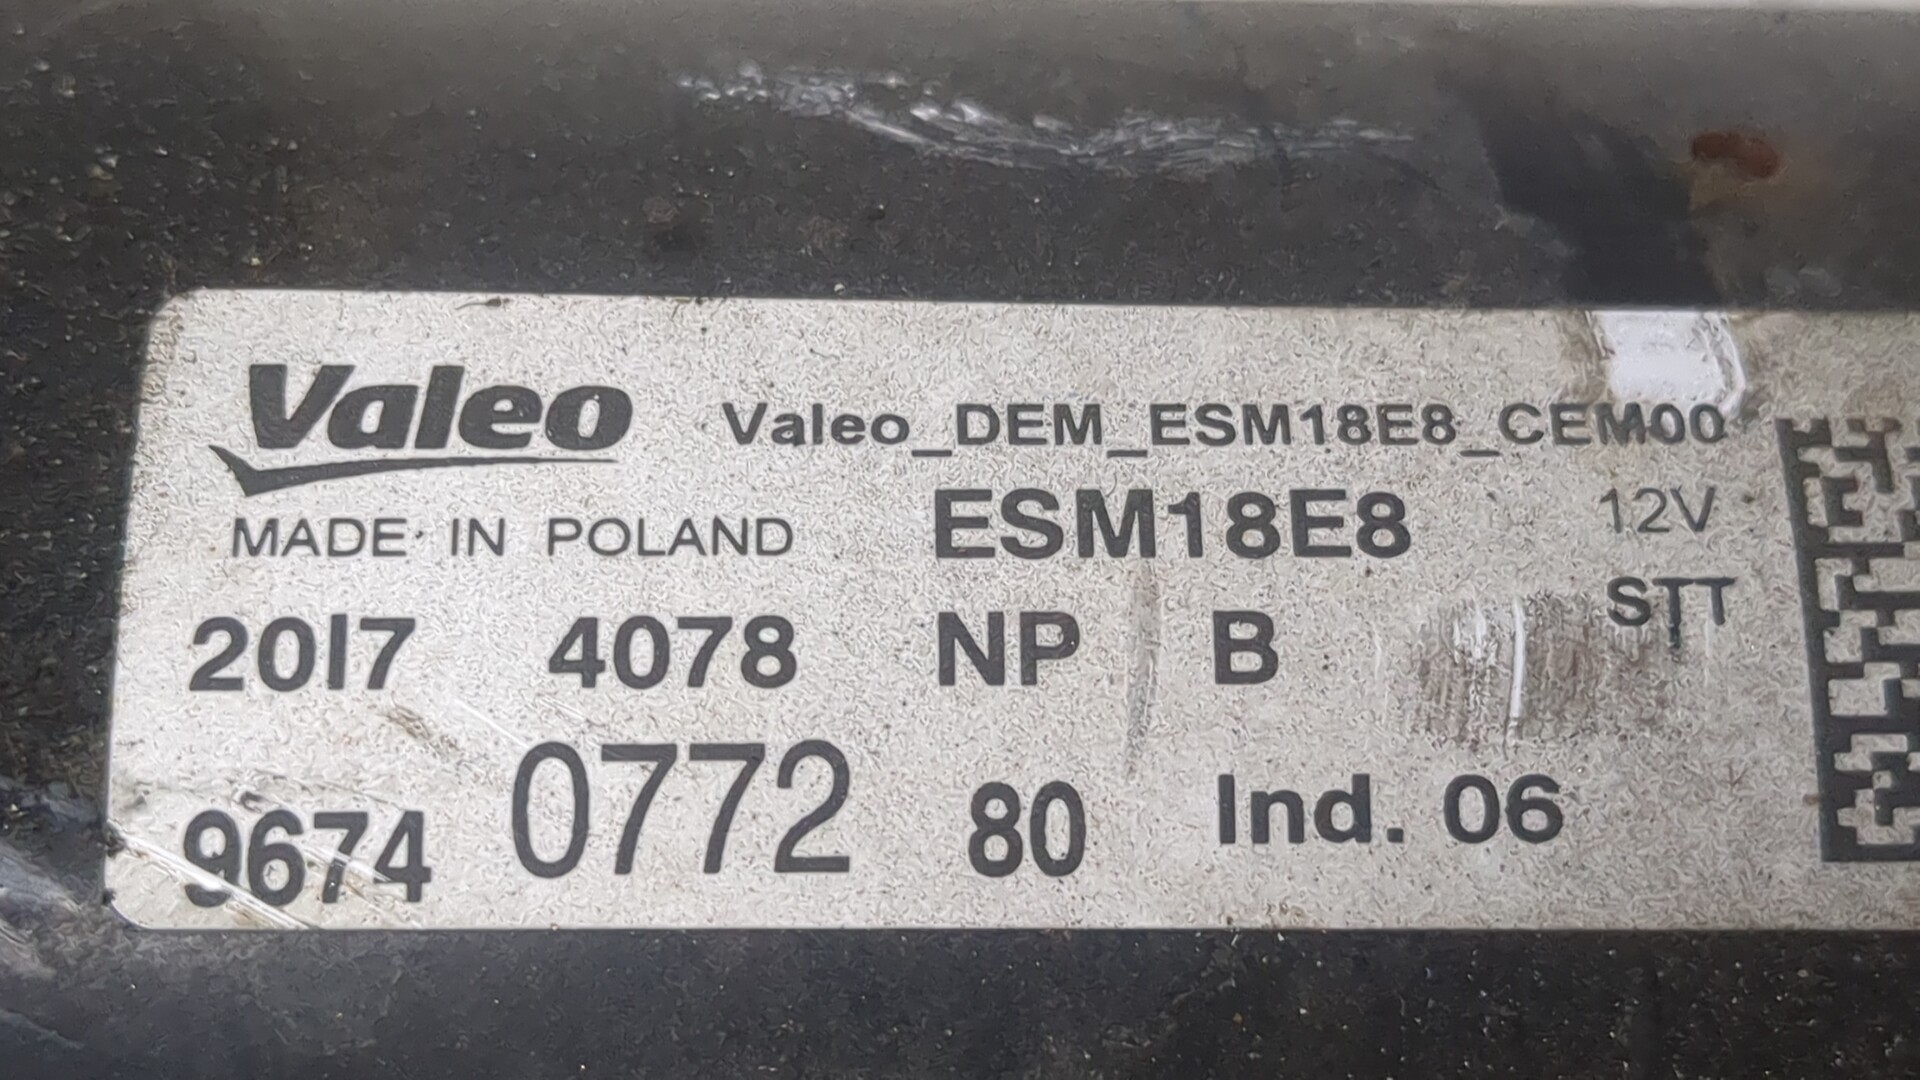 Valeo Valeo_DEM_ESM18E8_CEM00
MADE IN POLAND ESM18E8 12V
STT
2017 4078 NP B
9674 0772 80 Ind. 06